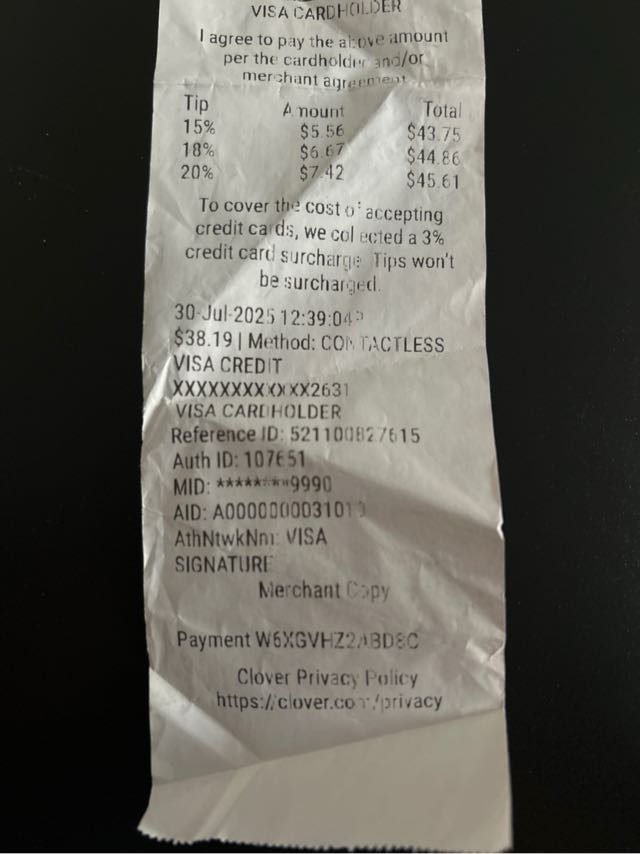 VISA CARDHOLDER
I agree to pay the above amount
per the cardholder and/or
merchant agreement
Tip Amount Total
15% $5.56 $43.75
18% $6.67 $44.86
20% $7.42 $45.61
To cover the cost of accepting
credit cards, we collected a 3%
credit card surcharge. Tips won't
be surcharged.
30-Jul-2025 12:39:04
$38.19 | Method: CONTACTLESS
VISA CREDIT
XXXXXXXXXXXX2631
VISA CARDHOLDER
Reference ID: 521100827615
Auth ID: 107651
MID: ********9990
AID: A0000000031010
AthNtwkNm: VISA
SIGNATURE
Merchant Copy
Payment W6XGVHZ2ABD8C
Clover Privacy Policy
https://clover.com/privacy